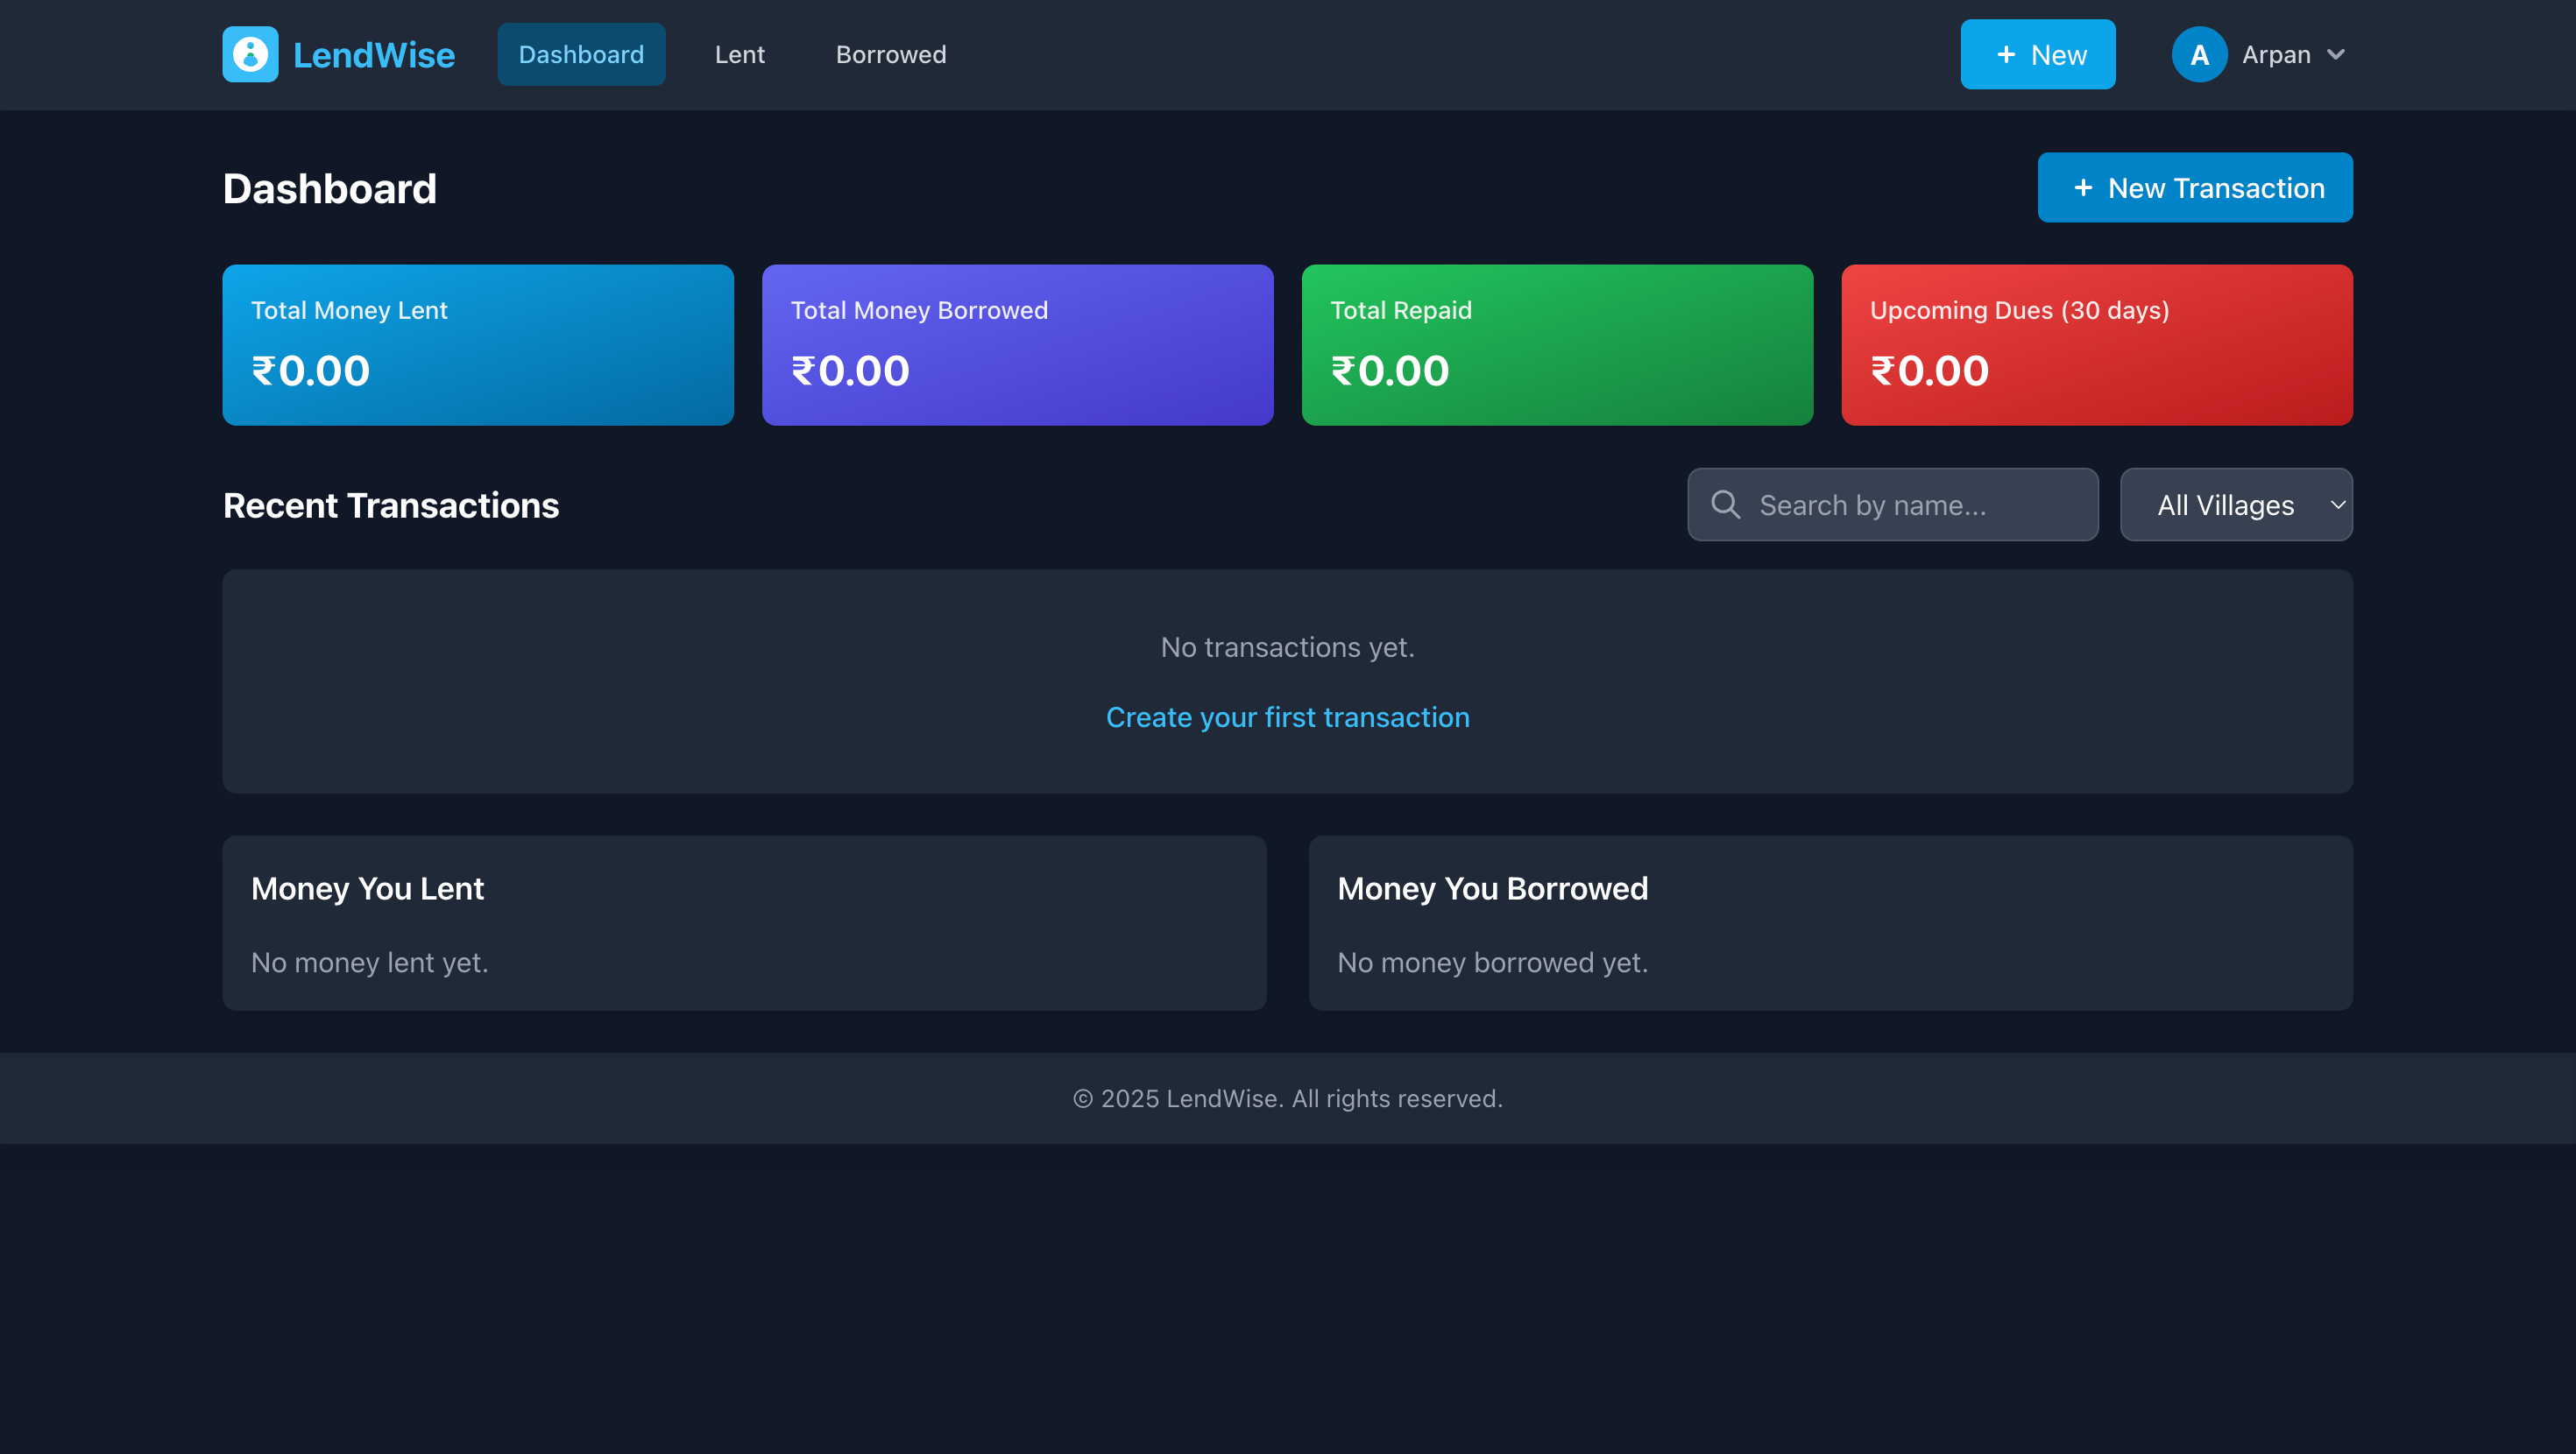 LendWise
Dashboard
Lent
Borrowed
+ New
A
Arpan
Dashboard
+ New Transaction
Total Money Lent
₹0.00
Total Money Borrowed
₹0.00
Total Repaid
₹0.00
Upcoming Dues (30 days)
₹0.00
Recent Transactions
Search by name...
All Villages
No transactions yet.
Create your first transaction
Money You Lent
No money lent yet.
Money You Borrowed
No money borrowed yet.
© 2025 LendWise. All rights reserved.